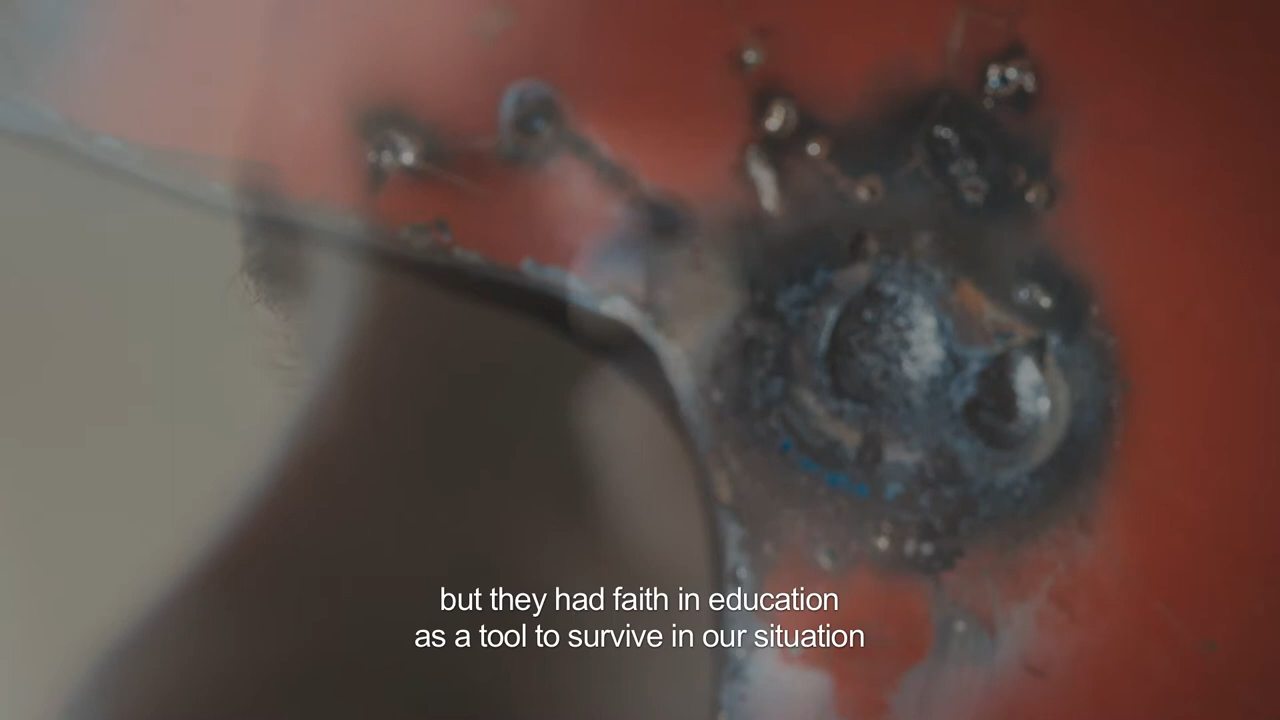 but they had faith in education
as a tool to survive in our situation